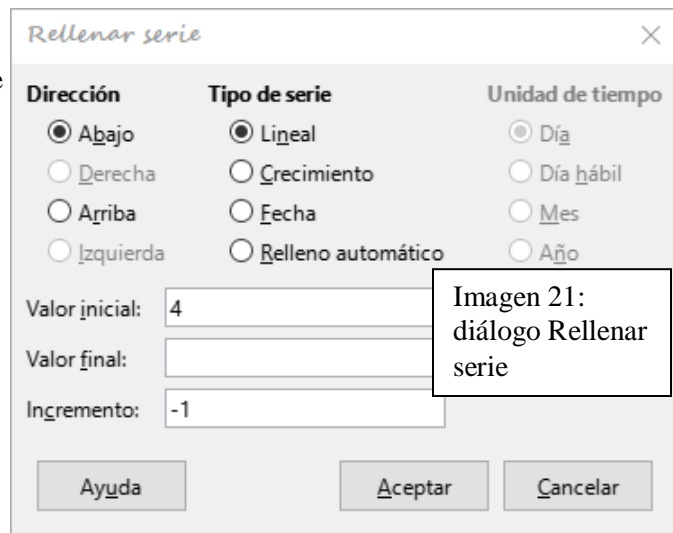 Rellenar serie
e
Dirección Tipo de serie Unidad de tiempo
Abajo Lineal Día
Derecha Crecimiento Día hábil
Arriba Fecha Mes
Izquierda Relleno automático Año
Valor inicial: 4
Valor final:
Incremento: -1
Imagen 21:
diálogo Rellenar
serie
Ayuda Aceptar Cancelar